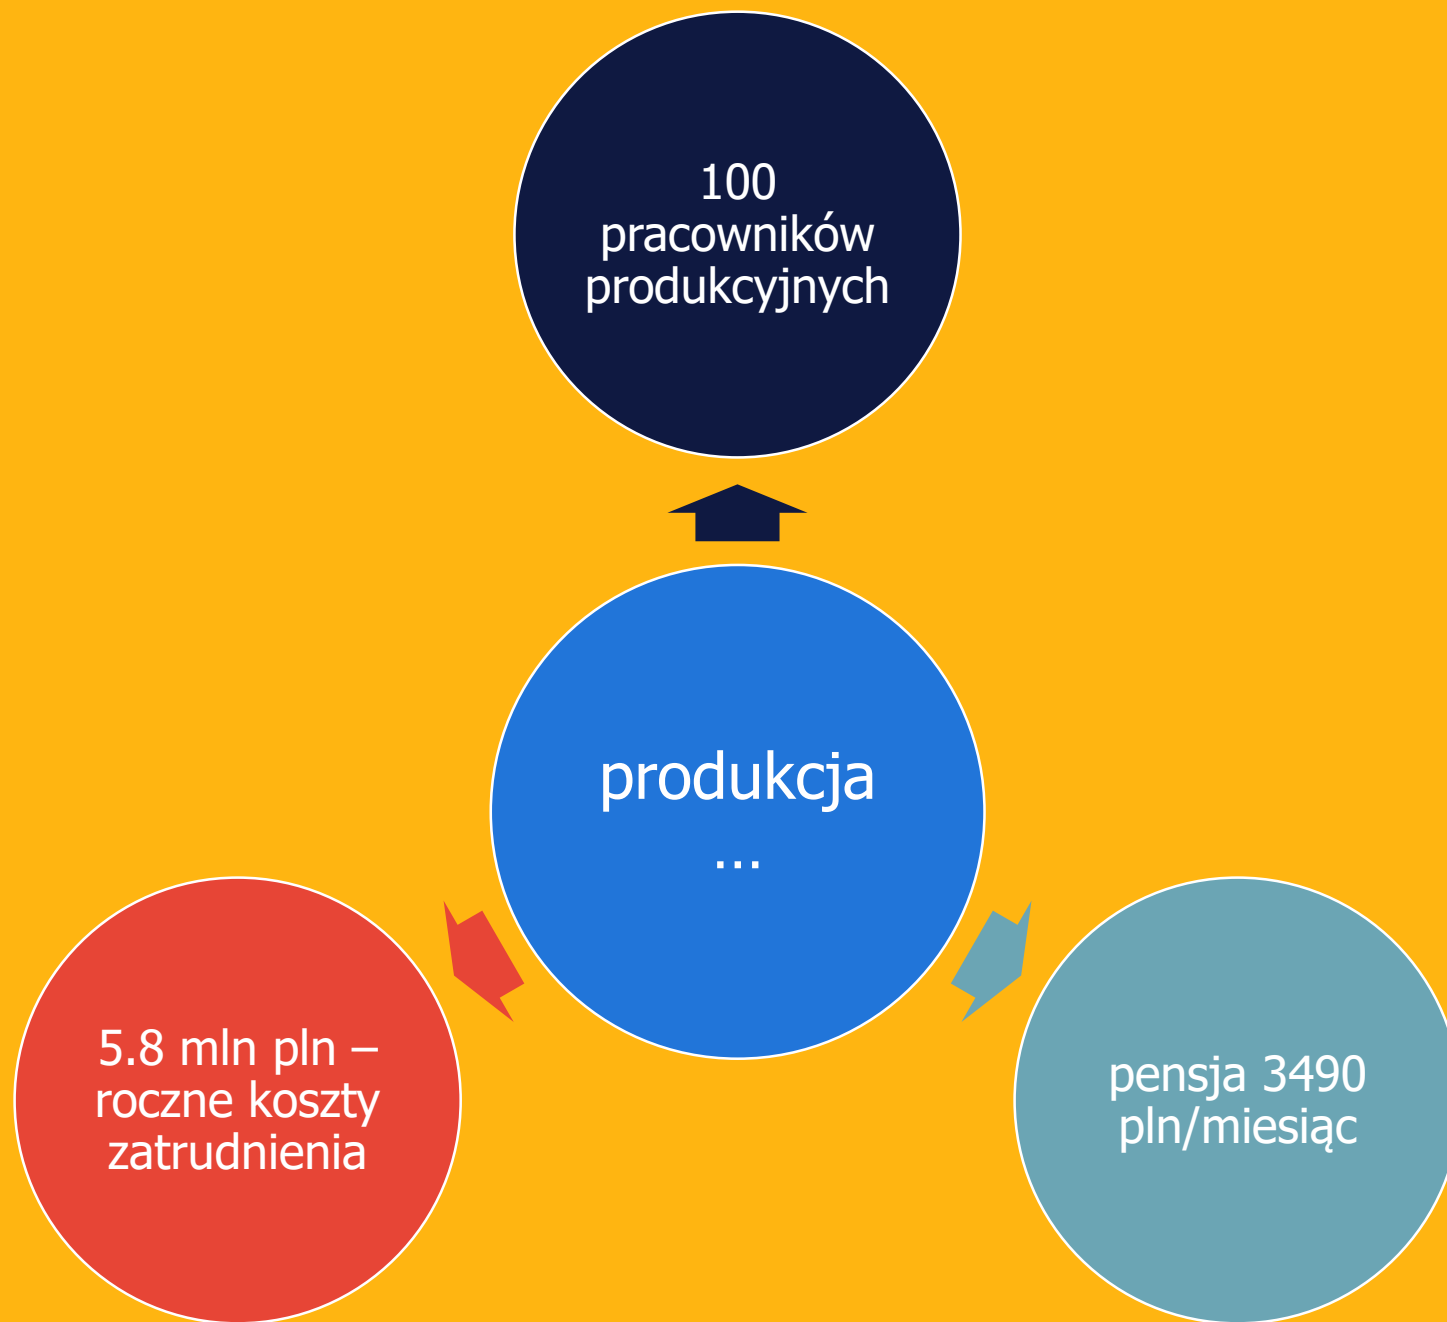 100
pracowników
produkcyjnych
produkcja
...
5.8 mln pln –
roczne koszty
zatrudnienia
pensja 3490
pln/miesiąc